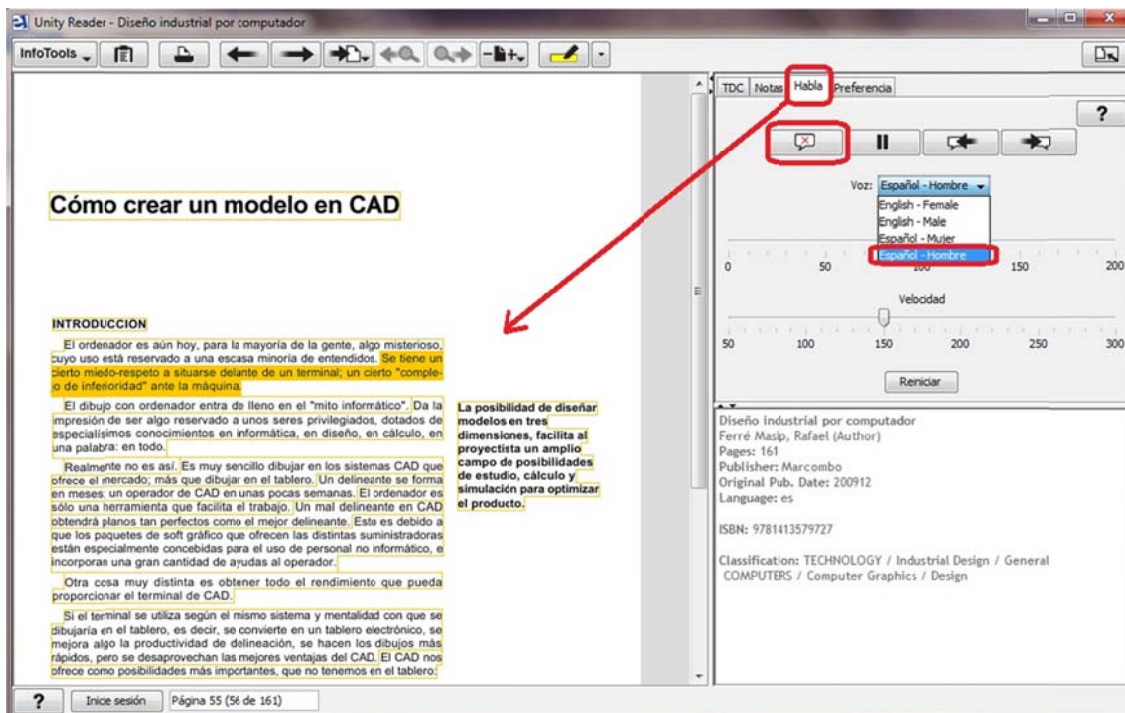 Unity Reader - Diseño industrial por computador
InfoTools
TDC Notas Habla Preferencia
?
Voz: Español - Hombre
English - Female
English - Male
Español - Mujer
Español - Hombre
0 50 100 150 200
Velocidad
50 100 150 200 250 300
Reiniciar
Cómo crear un modelo en CAD
INTRODUCCION
El ordenador es aún hoy, para la mayoría de la gente, algo misterioso,
cuyo uso está reservado a una escasa minoría de entendidos. Se tiene un
cierto miedo-respeto a situarse delante de un terminal; un cierto "comple-
jo de inferioridad" ante la máquina.
El dibujo con ordenador entra de lleno en el "mito informático". Da la
impresión de ser algo reservado a unos seres privilegiados, dotados de
especialísimos conocimientos en informática, en diseño, en cálculo, en
una palabra: en todo.
Realmente no es así. Es muy sencillo dibujar en los sistemas CAD que
ofrece el mercado; más que dibujar en el tablero. Un delineante se forma
en meses; un operador de CAD en unas pocas semanas. El ordenador es
sólo una herramienta que facilita el trabajo. Un mal delineante en CAD
obtendrá planos tan perfectos como el mejor delineante. Esto es debido a
que los paquetes de soft gráfico que ofrecen las distintas suministradoras
están especialmente concebidas para el uso de personal no informático, e
incorporas una gran cantidad de ayudas al operador.
Otra cosa muy distinta es obtener todo el rendimiento que pueda
proporcionar el terminal de CAD.
Si el terminal se utiliza según el mismo sistema y mentalidad con que se
dibujaría en el tablero, es decir, se convierte en un tablero electrónico, se
mejora algo la productividad de delineación, se hacen los dibujos más
rápidos, pero se desaprovechan las mejores ventajas del CAD. El CAD nos
ofrece como posibilidades más importantes, que no tenemos en el tablero:
La posibilidad de diseñar
modelos en tres
dimensiones, facilita al
proyectista un amplio
campo de posibilidades
de estudio, cálculo y
simulación para optimizar
el producto.
Diseño industrial por computador
Ferré Masip, Rafael (Author)
Pages: 161
Publisher: Marcombo
Original Pub. Date: 200912
Language: es
ISBN: 9781413579727
Classification: TECHNOLOGY / Industrial Design / General
COMPUTERS / Computer Graphics / Design
? Inice sesión Página 55 (56 de 161)